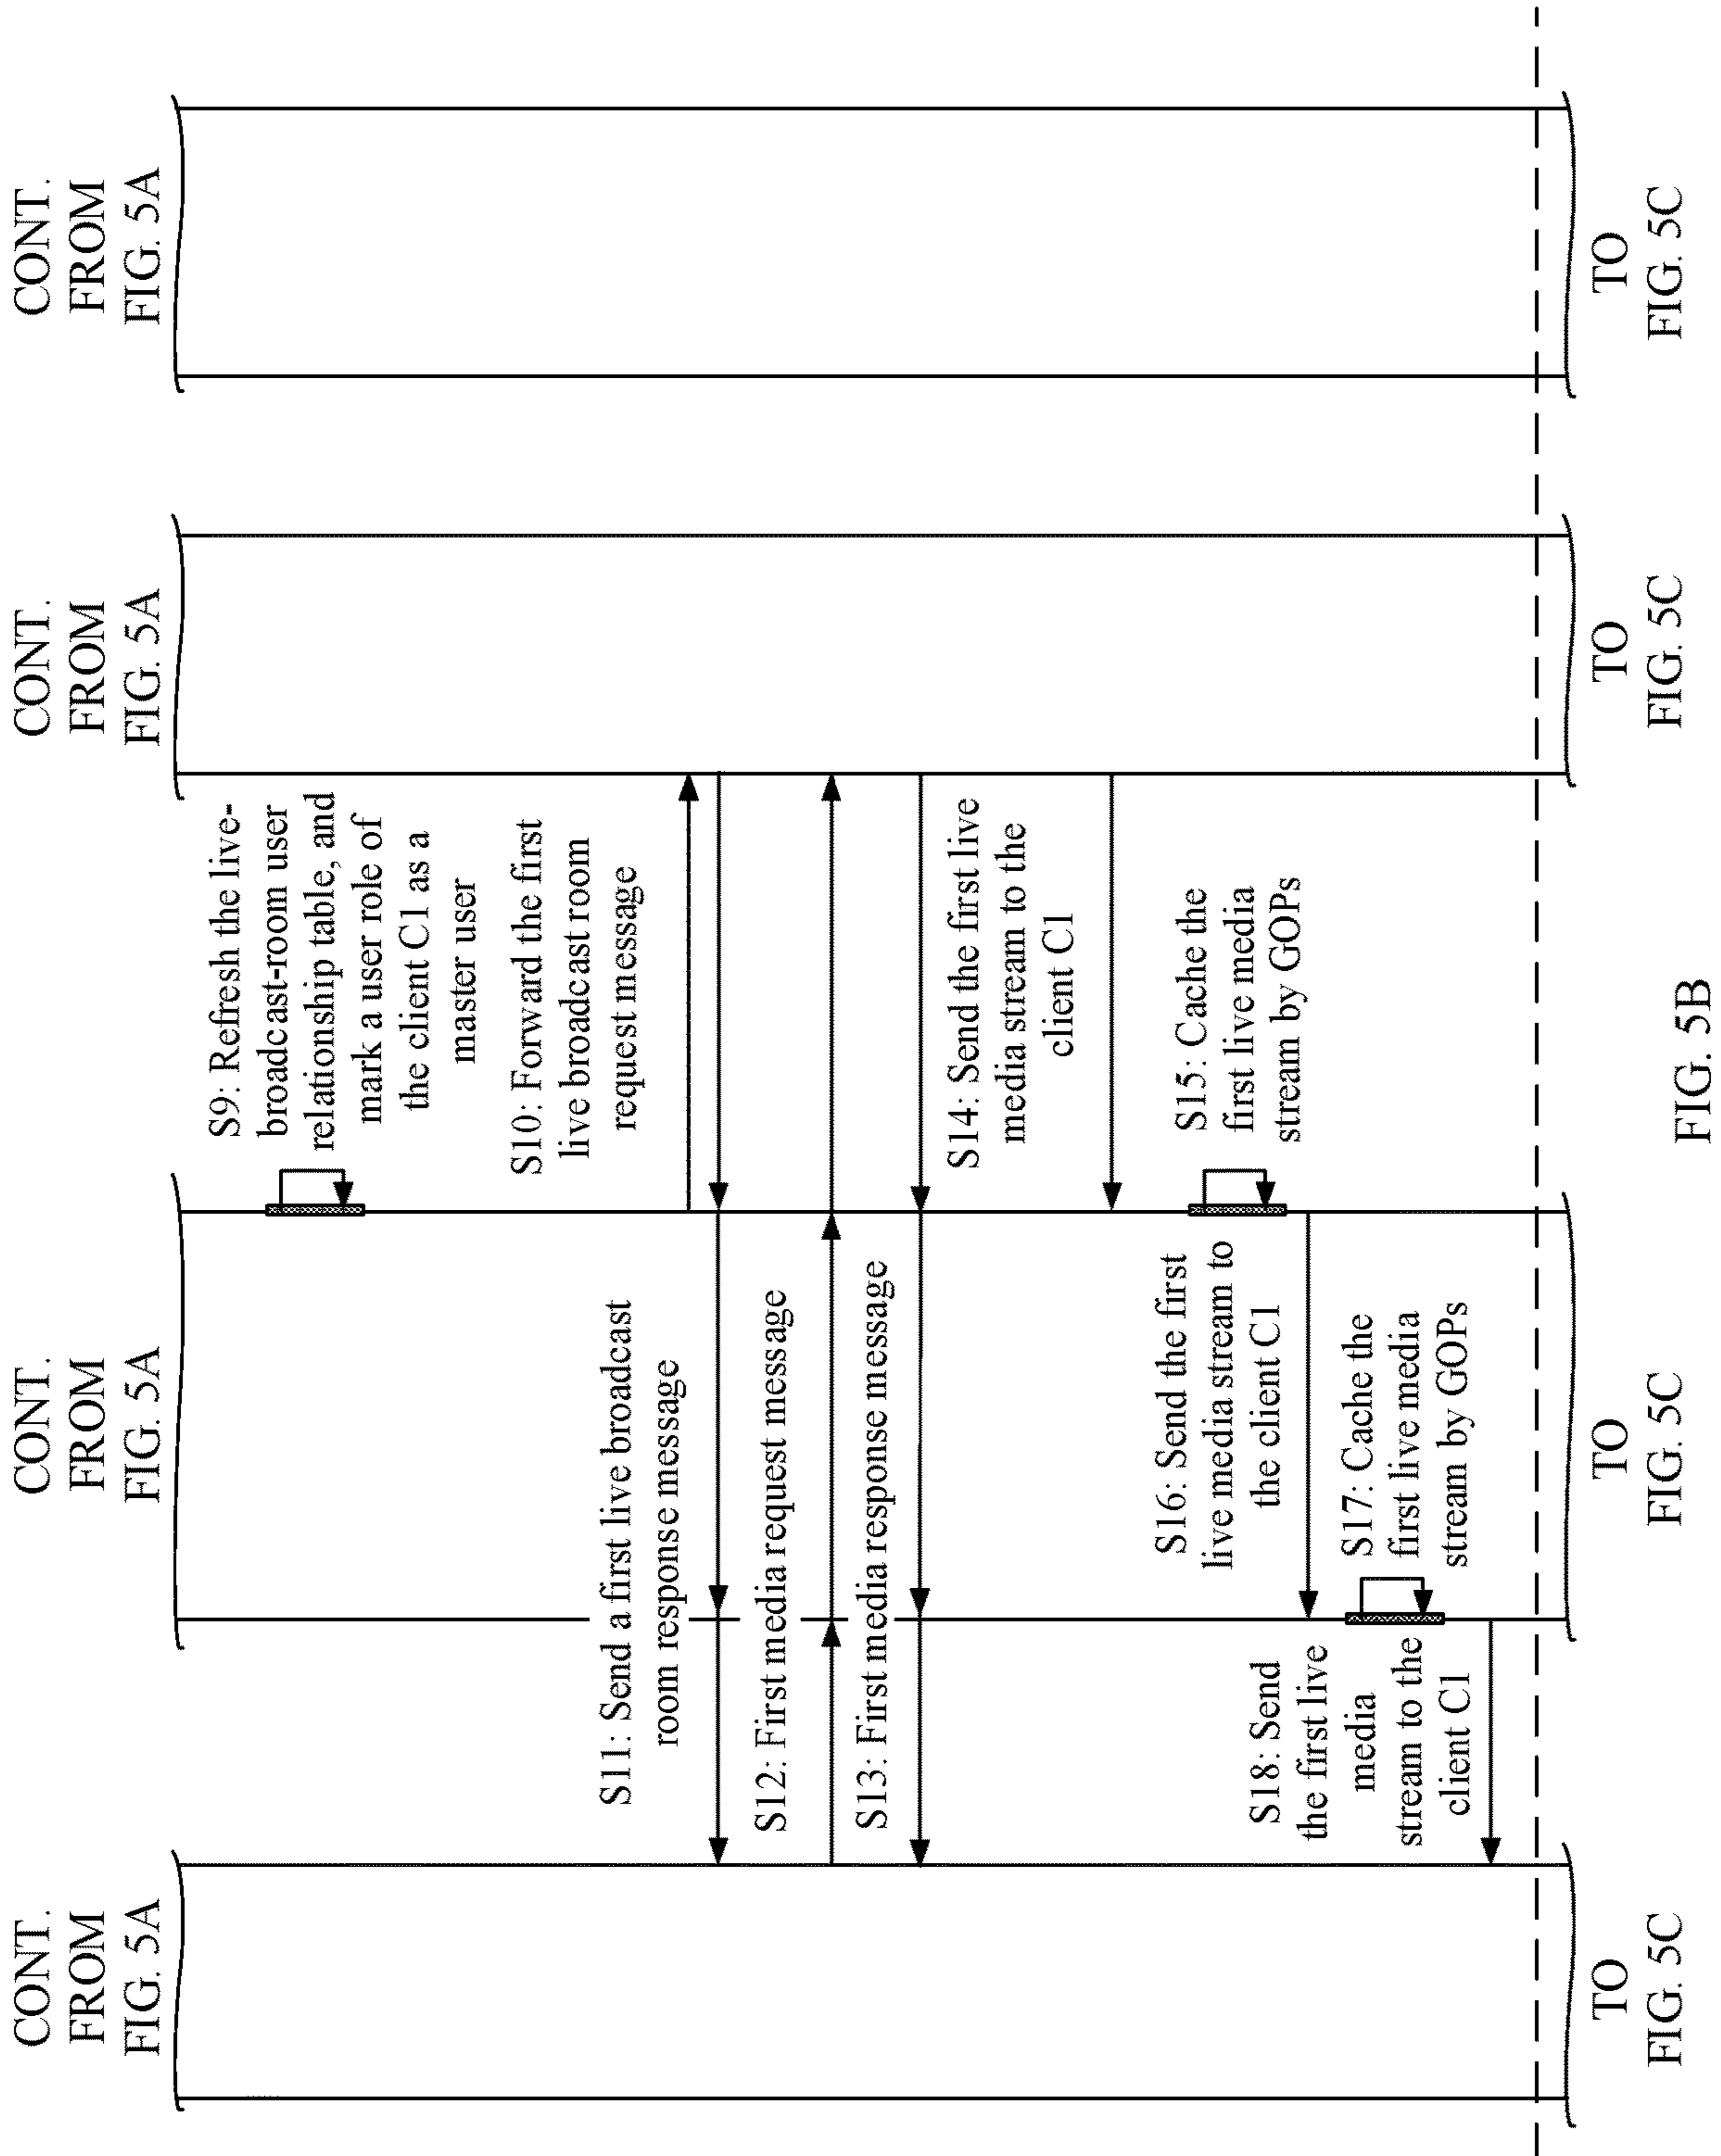 CONT.
FROM
FIG. 5A
CONT.
FROM
FIG. 5A
CONT.
FROM
FIG. 5A
CONT.
FROM
FIG. 5A
S9: Refresh the live-
broadcast-room user
relationship table, and
mark a user role of
the client C1 as a
master user
S10: Forward the first
live broadcast room
request message
S11: Send a first live broadcast
room response message
S12: First media request message
S13: First media response message
S14: Send the first live
media stream to the
client C1
S15: Cache the
first live media
stream by GOPs
S16: Send the first
live media stream to
the client C1
S17: Cache the
first live media
stream by GOPs
S18: Send
the first live
media
stream to the
client C1
TO
FIG. 5C
TO
FIG. 5C
TO
FIG. 5C
TO
FIG. 5C
FIG. 5B